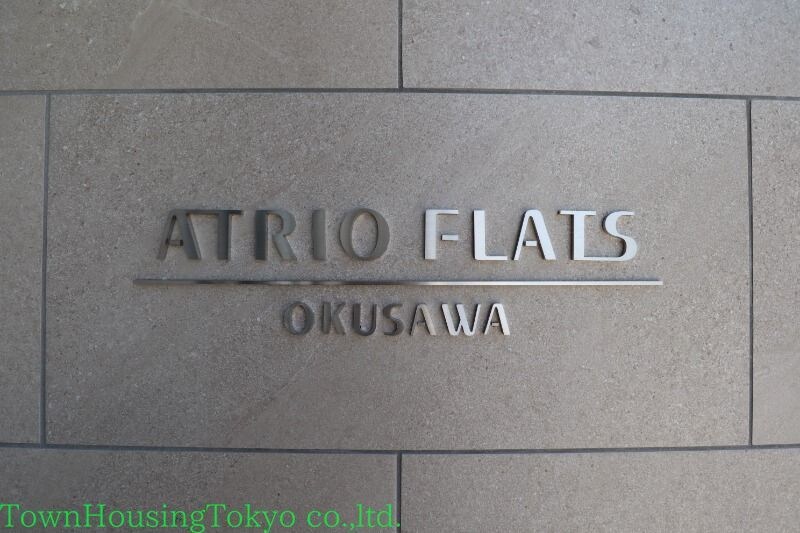 ATRIO FLATS
OKUSAWA
TownHousingTokyo co.,ltd.